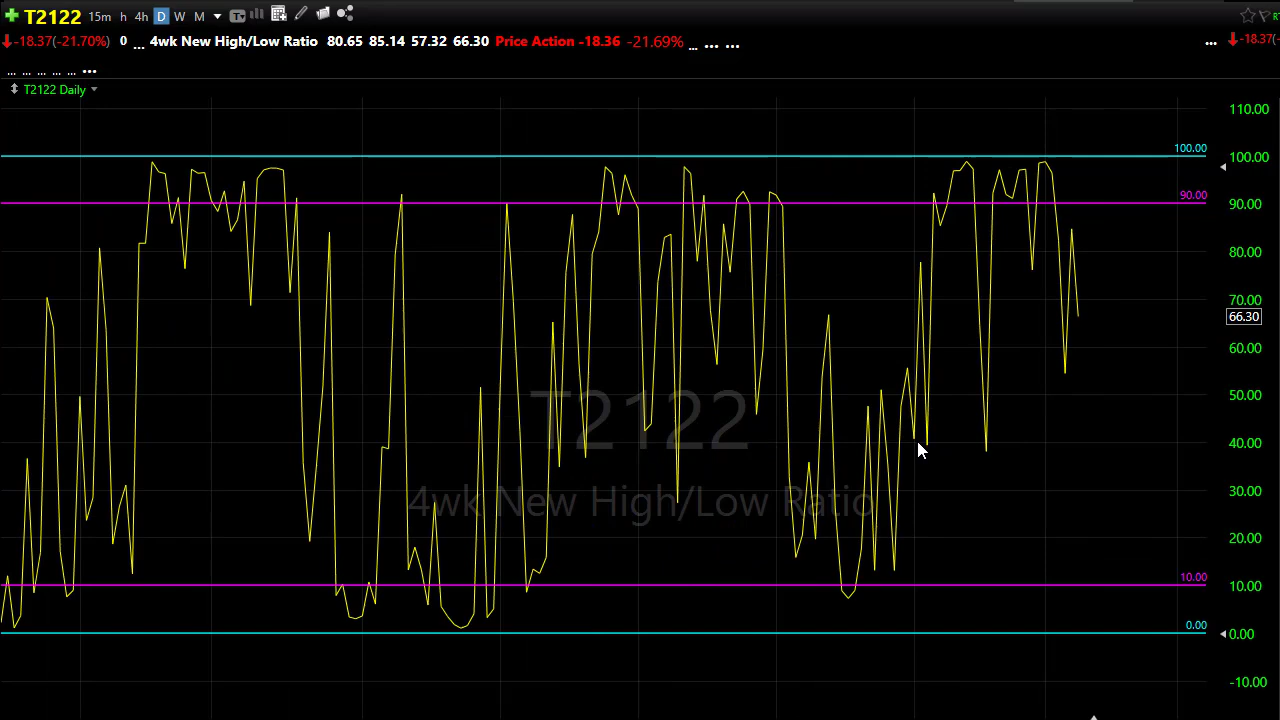 T2122 15m h 4h D W M
-18.37(-21.70%) 0 ... 4wk New High/Low Ratio 80.65 85.14 57.32 66.30 Price Action -18.36 -21.69% ... ... ... ... -18.37(-
... ... ... ... ... ...
T2122 Daily
110.00
100.00 100.00
90.00 90.00
80.00
70.00
66.30
60.00
50.00
T2122
40.00
4wk New High/Low Ratio
30.00
20.00
10.00 10.00
0.00 0.00
-10.00